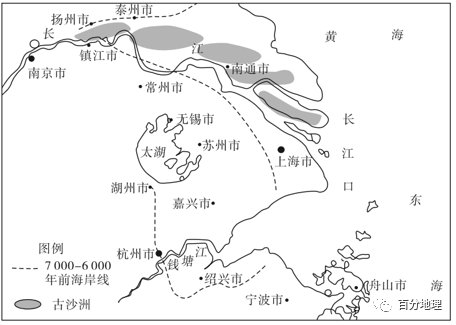 泰州市
扬州市
长
江
黄 海
镇江市
南京市
南通市
常州市
无锡市
苏州市
太湖
上海市
长
江
口
湖州市
嘉兴市
东
海
图例
7 000-6 000
年前海岸线
古沙洲
杭州市
钱
塘
江
绍兴市
宁波市
舟山市
百分地理